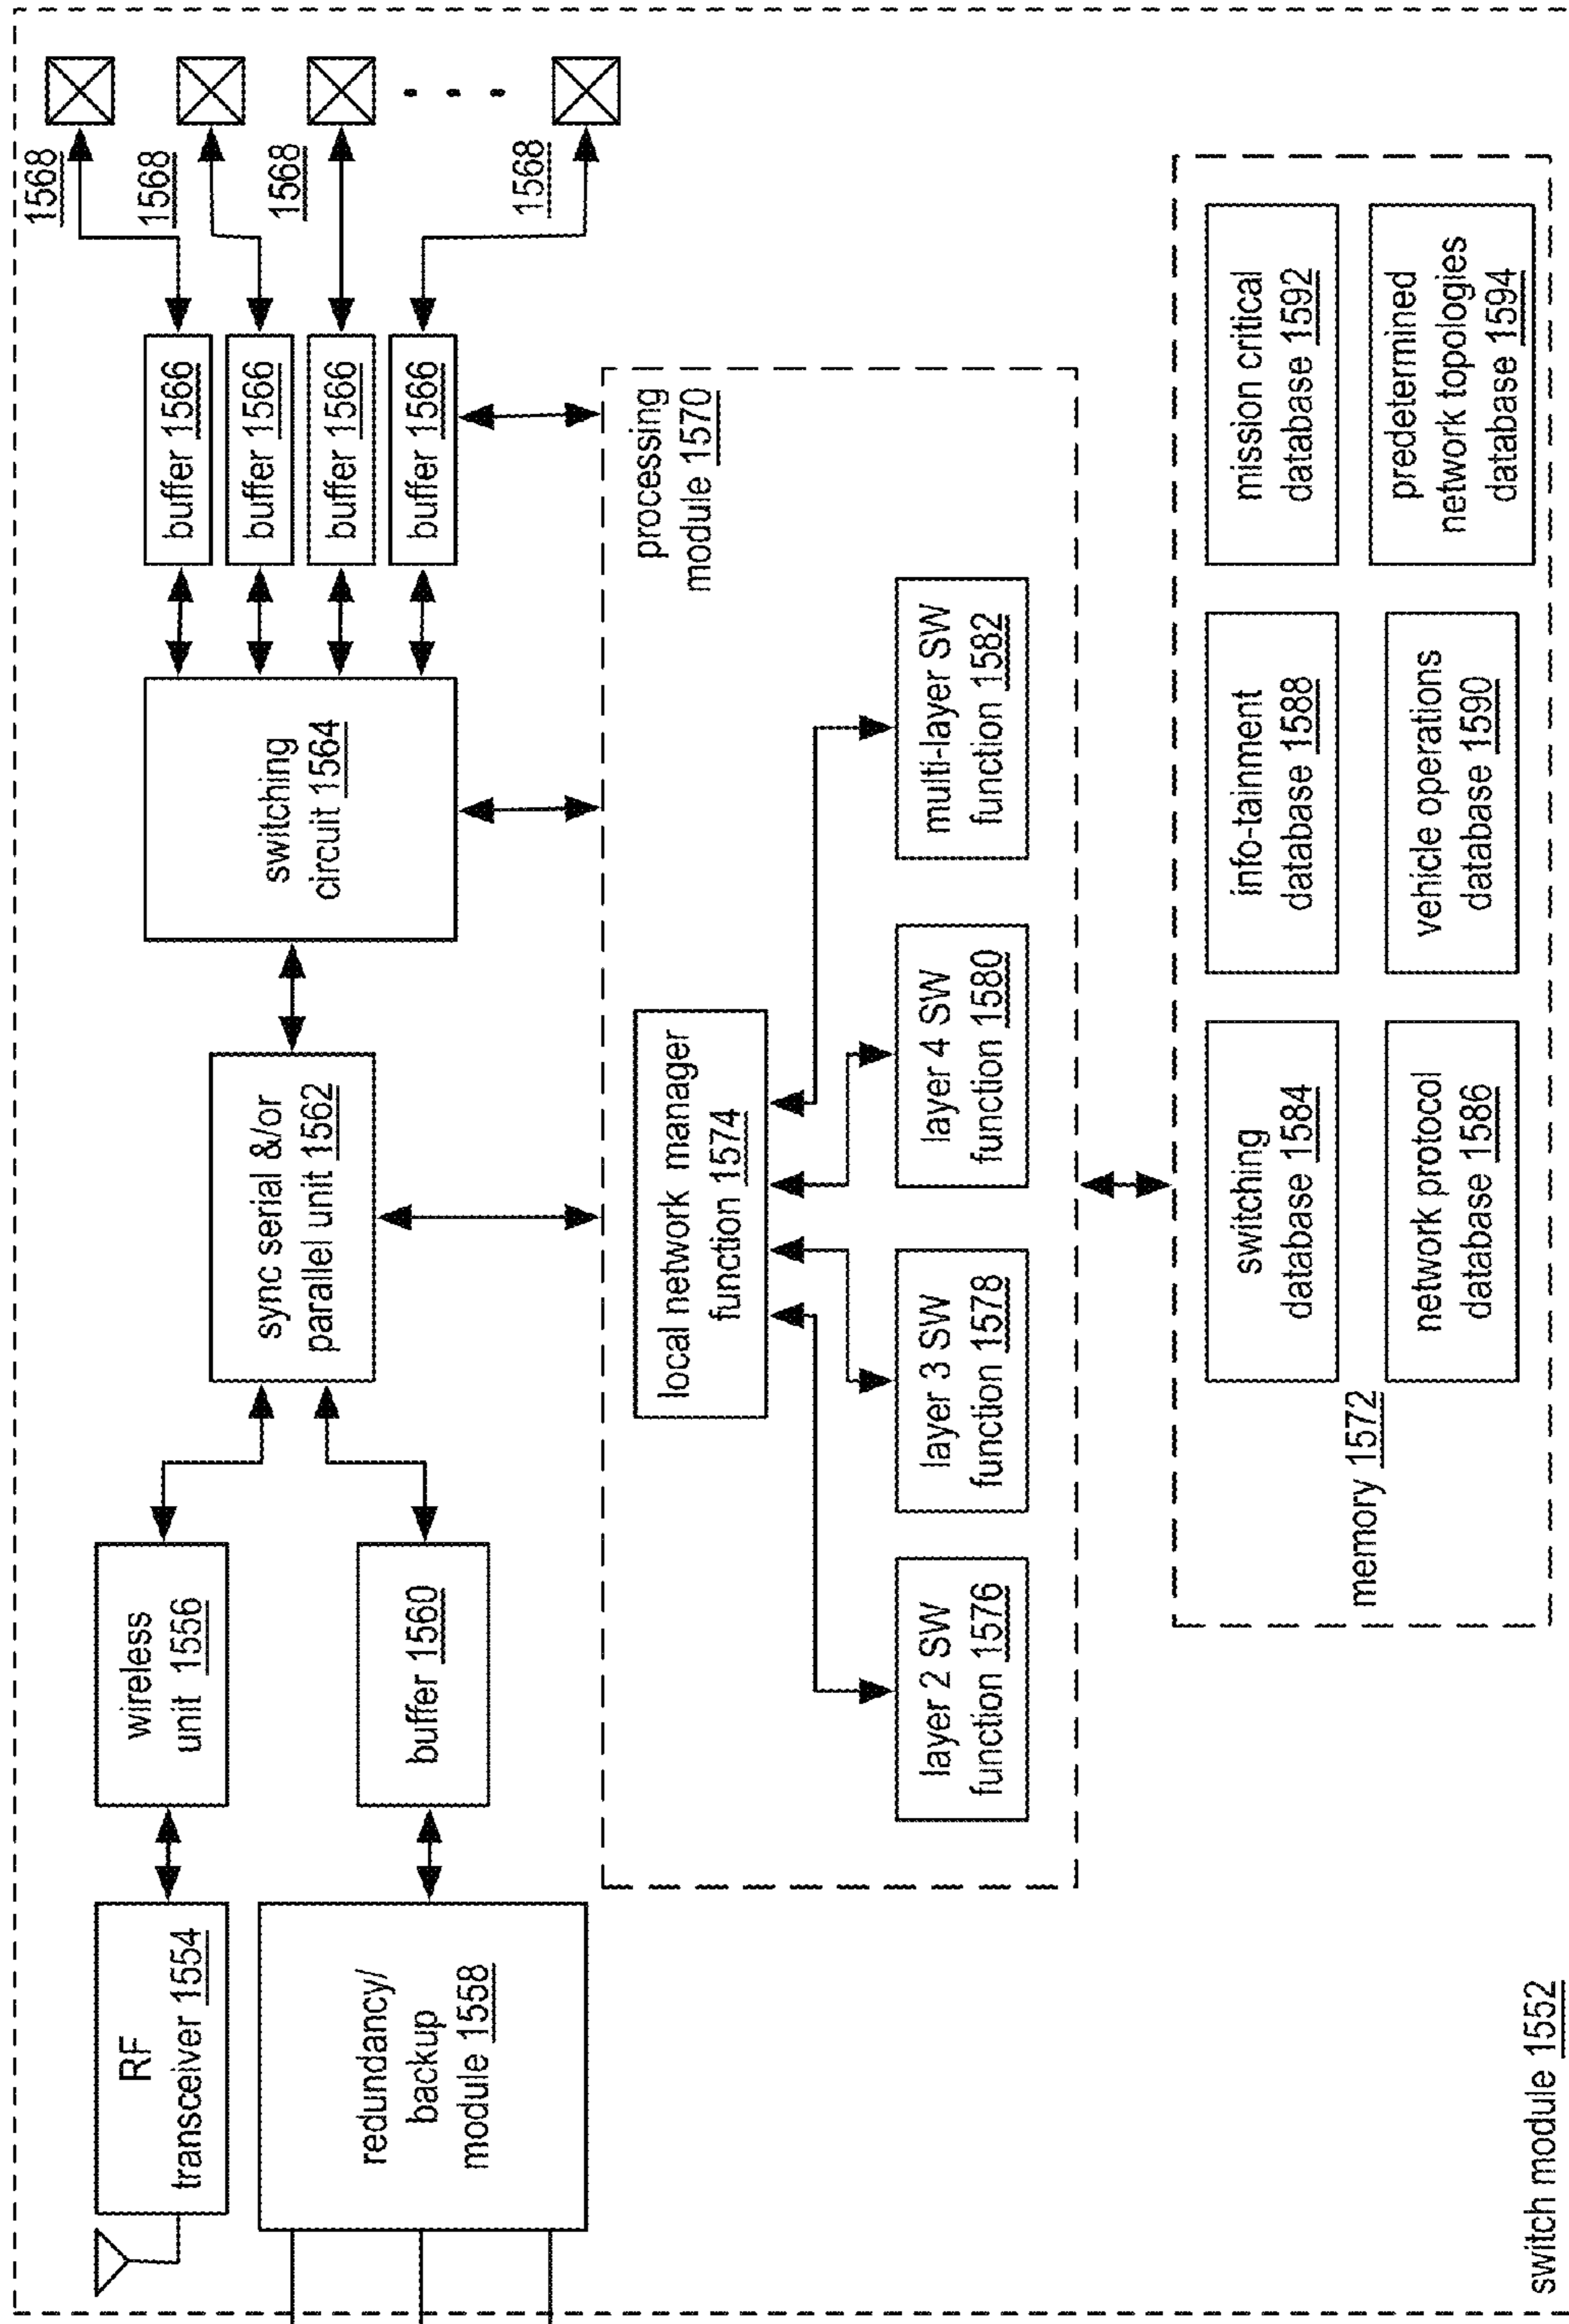 RF
transceiver 1554
wireless
unit 1556
redundancy/
backup
module 1558
buffer 1560
sync serial &/or
parallel unit 1562
switching
circuit 1564
buffer 1566
buffer 1566
buffer 1566
buffer 1566
1568
1568
1568
1568
processing
module 1570
local network manager
function 1574
layer 2 SW
function 1576
layer 3 SW
function 1578
layer 4 SW
function 1580
multi-layer SW
function 1582
memory 1572
switching
database 1584
info-tainment
database 1588
mission critical
database 1592
network protocol
database 1586
vehicle operations
database 1590
predetermined
network topologies
database 1594
switch module 1552